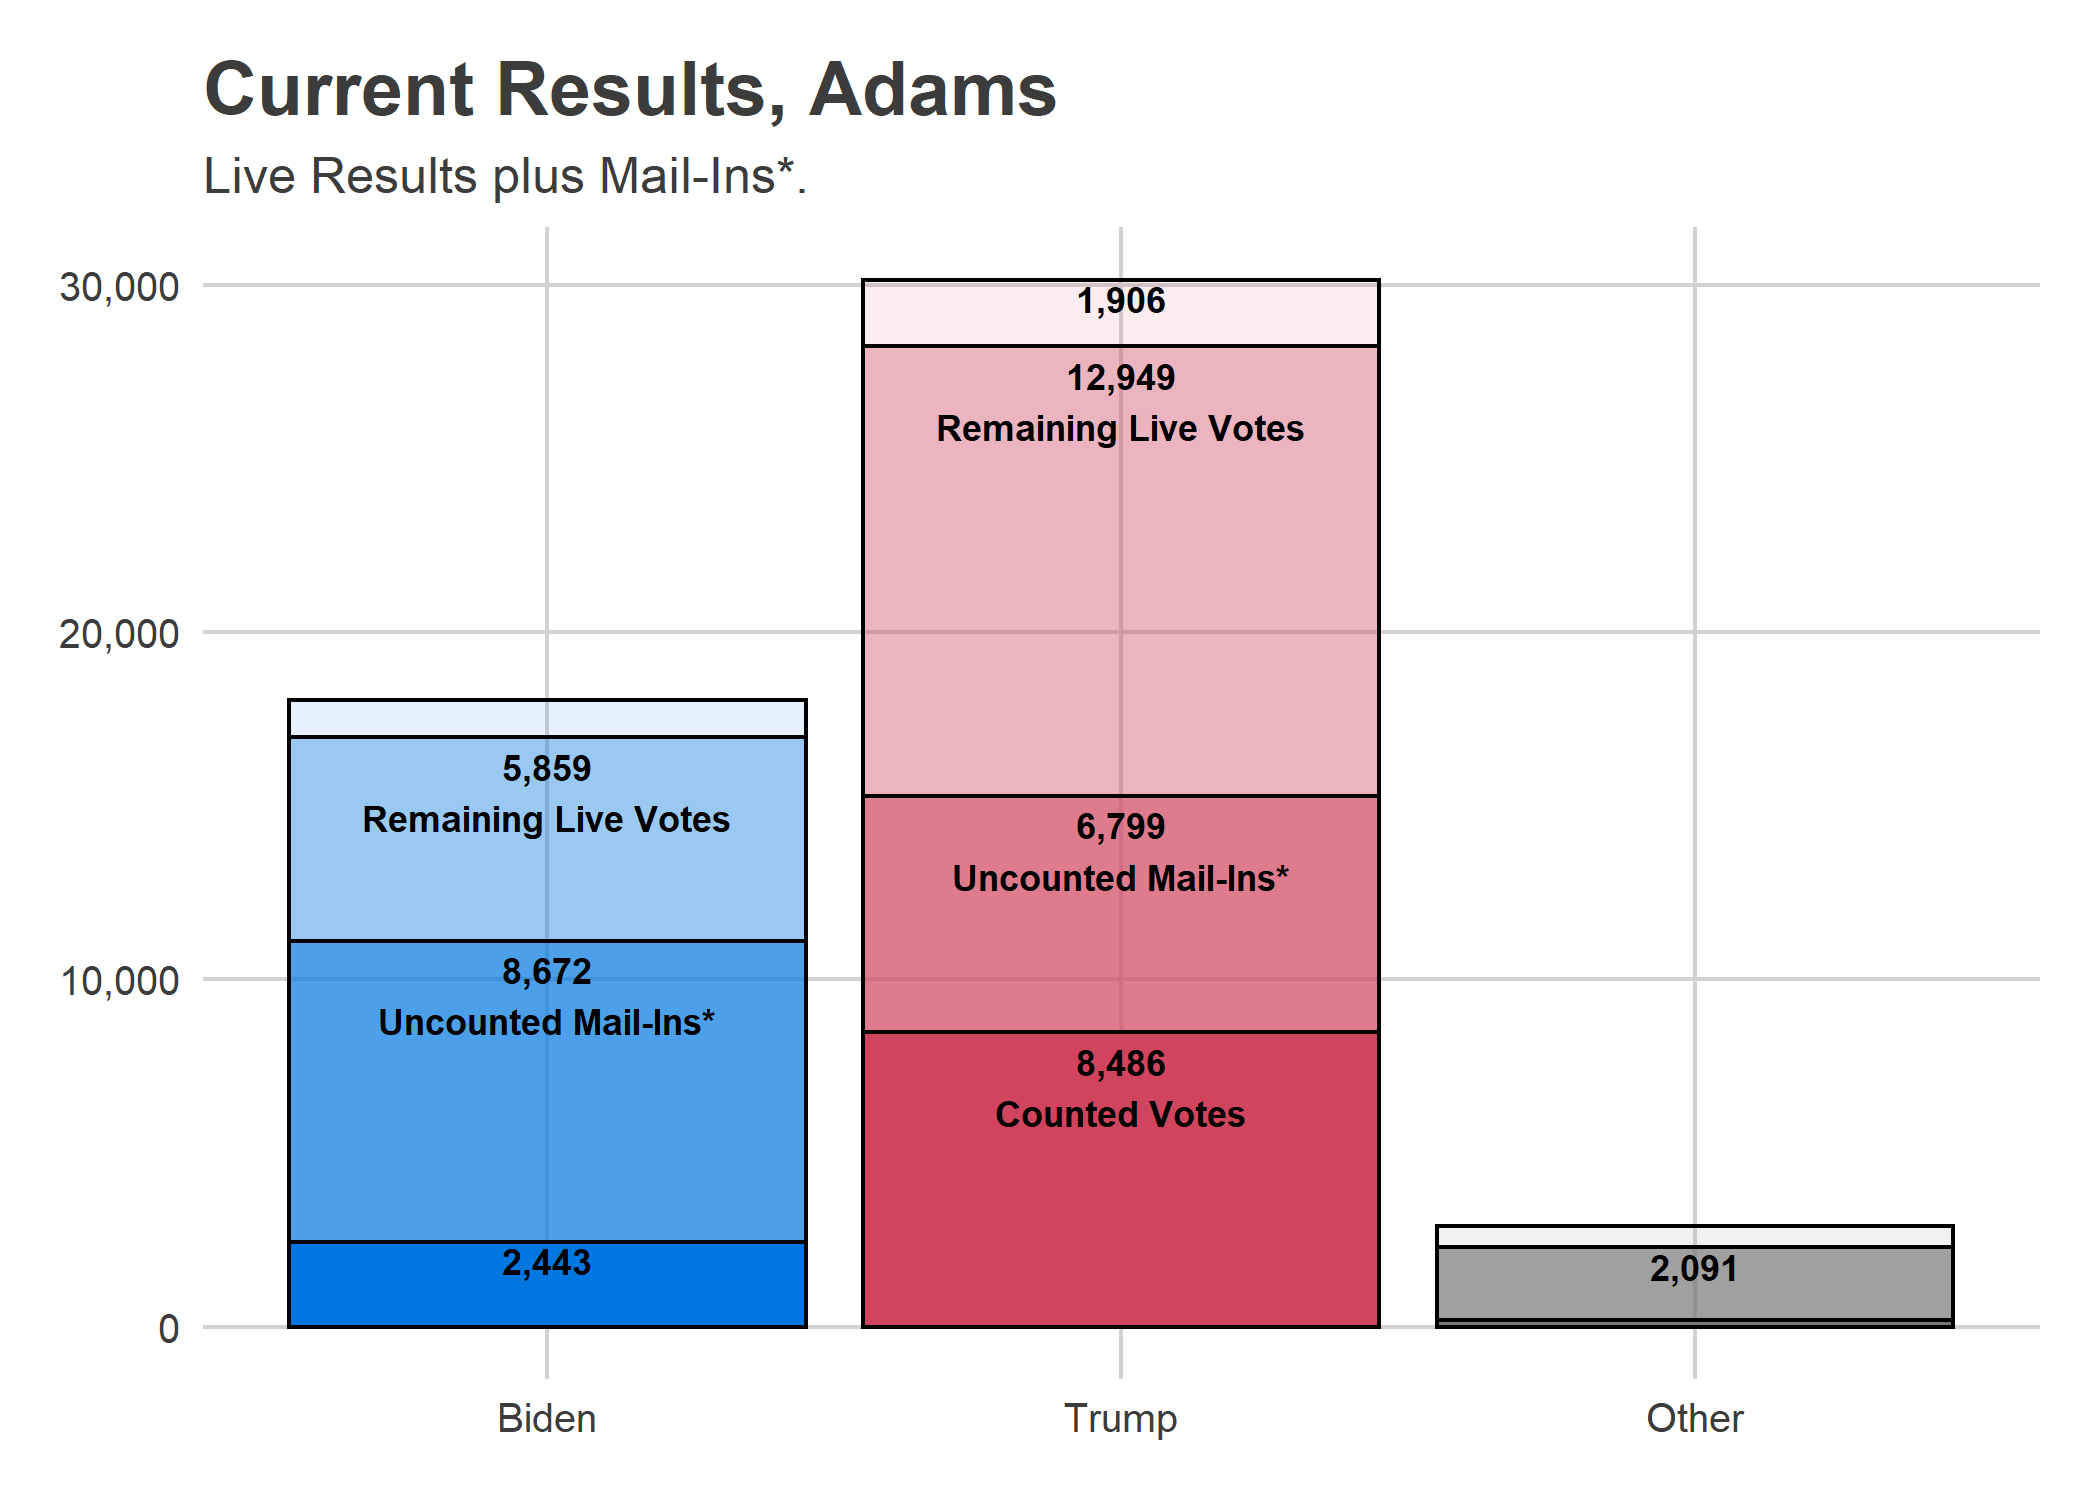 Current Results, Adams
Live Results plus Mail-Ins*.
30,000
20,000
10,000
0
5,859
Remaining Live Votes
8,672
Uncounted Mail-Ins*
2,443
1,906
12,949
Remaining Live Votes
6,799
Uncounted Mail-Ins*
8,486
Counted Votes
2,091
Biden
Trump
Other